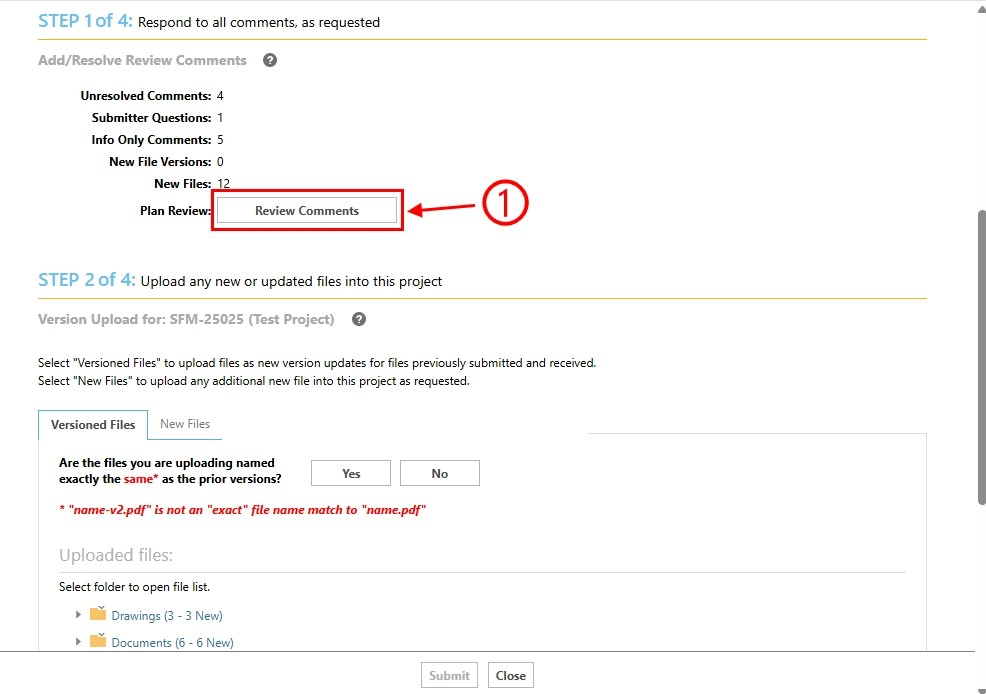 STEP 1 of 4: Respond to all comments, as requested
Add/Resolve Review Comments ?
Unresolved Comments: 4
Submitter Questions: 1
Info Only Comments: 5
New File Versions: 0
New Files: 12
Plan Review: Review Comments
1
STEP 2 of 4: Upload any new or updated files into this project
Version Upload for: SFM-25025 (Test Project) ?
Select "Versioned Files" to upload files as new version updates for files previously submitted and received.
Select "New Files" to upload any additional new file into this project as requested.
Versioned Files New Files
Are the files you are uploading named
exactly the same* as the prior versions?
Yes No
* "name-v2.pdf" is not an "exact" file name match to "name.pdf"
Uploaded files:
Select folder to open file list.
Drawings (3 - 3 New)
Documents (6 - 6 New)
Submit Close